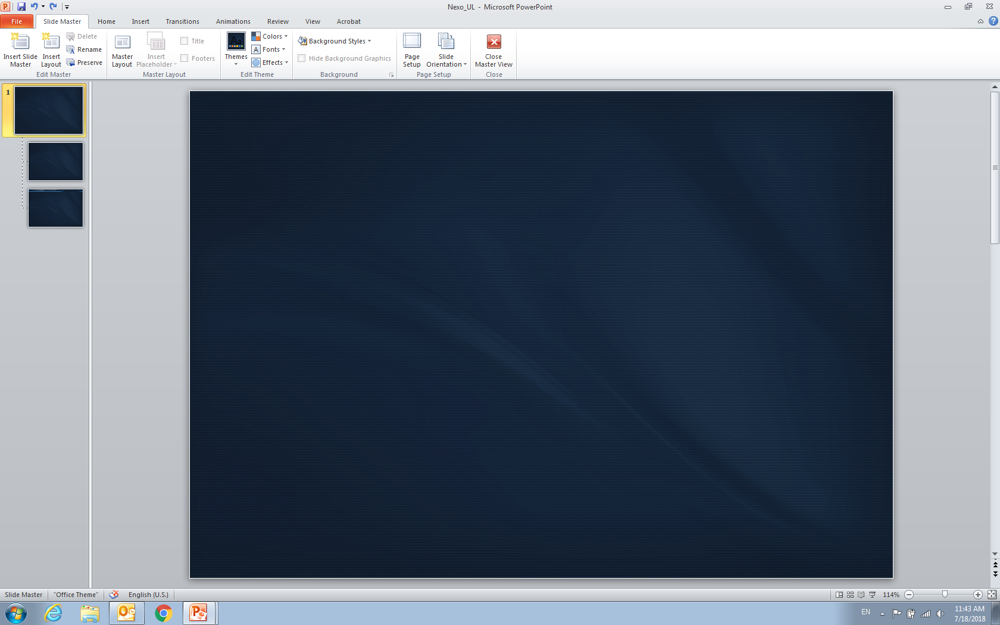 Nexo_UL - Microsoft PowerPoint
File Slide Master Home Insert Transitions Animations Review View Acrobat
Insert Slide Master
Insert Layout
Delete
Rename
Preserve
Edit Master
Master Layout
Insert Placeholder
Title
Footers
Master Layout
Themes
Aa
Colors
Fonts
Effects
Edit Theme
Background Styles
Hide Background Graphics
Background
Page Setup
Slide Orientation
Page Setup
Close Master View
Close
1
Slide Master "Office Theme" English (U.S.) 114%
EN 11:43 AM
7/18/2018